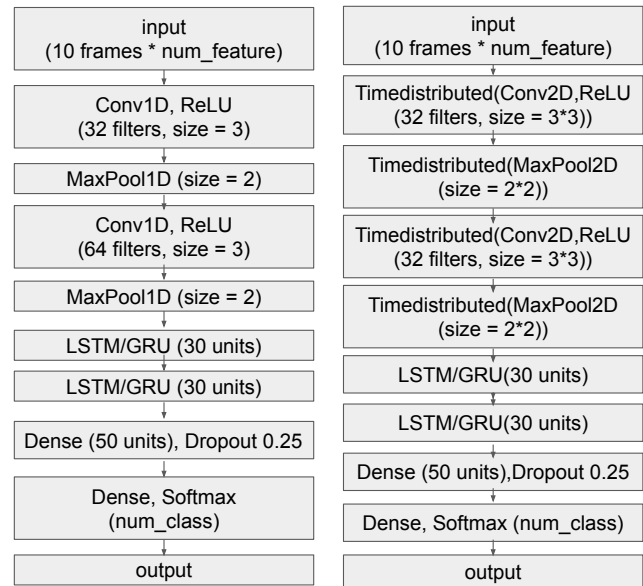 input
(10 frames * num_feature)
Conv1D, ReLU
(32 filters, size = 3)
MaxPool1D (size = 2)
Conv1D, ReLU
(64 filters, size = 3)
MaxPool1D (size = 2)
LSTM/GRU (30 units)
LSTM/GRU (30 units)
Dense (50 units), Dropout 0.25
Dense, Softmax
(num_class)
output
input
(10 frames * num_feature)
Timedistributed(Conv2D,ReLU
(32 filters, size = 3*3))
Timedistributed(MaxPool2D
(size = 2*2))
Timedistributed(Conv2D,ReLU
(32 filters, size = 3*3))
Timedistributed(MaxPool2D
(size = 2*2))
LSTM/GRU(30 units)
LSTM/GRU(30 units)
Dense (50 units),Dropout 0.25
Dense, Softmax (num_class)
output